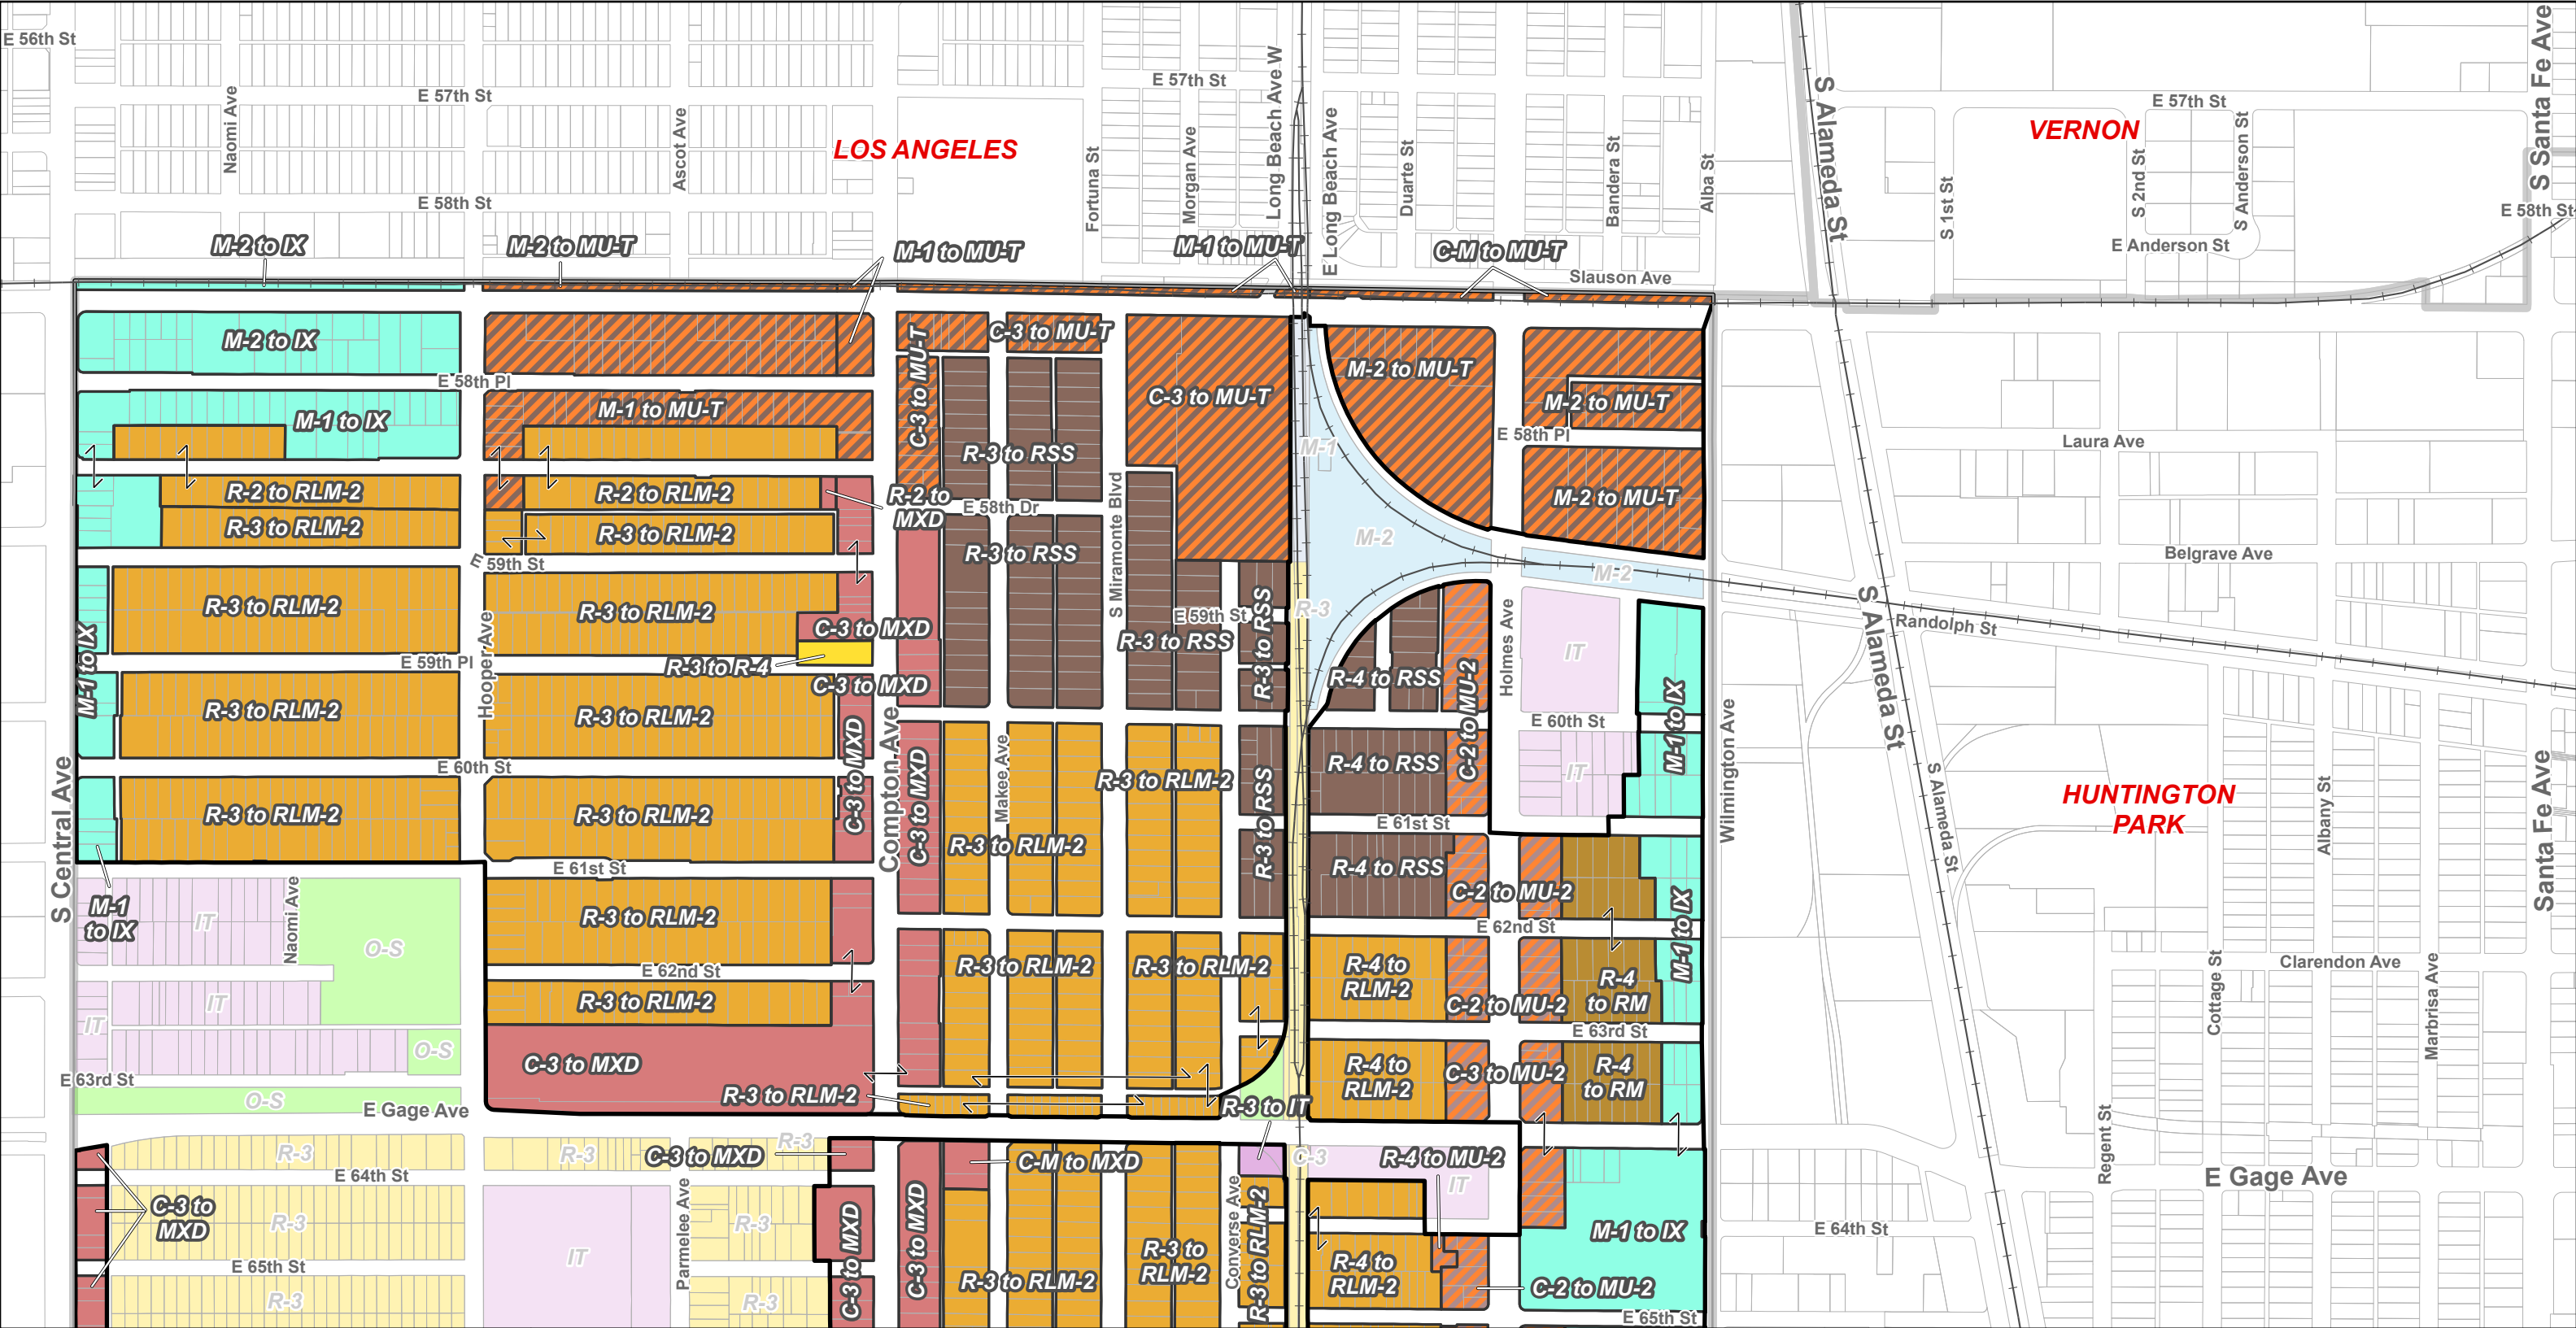 E 56th St
E 57th St
E 57th St
E 57th St
Naomi Ave
Ascot Ave
LOS ANGELES
Fortuna St
Morgan Ave
Long Beach Ave W
E Long Beach Ave
Duarte St
Bandera St
Alba St
S Alameda St
VERNON
S 1st St
S 2nd St
S Anderson St
S Santa Fe Ave
E 58th St
E 58th St
E Anderson St
M-2 to IX
M-2 to MU-T
M-1 to MU-T
M-1 to MU-T
C-M to MU-T
Slauson Ave
M-2 to IX
C-3 to MU-T
C-3 to MU-T
M-2 to MU-T
E 58th Pl
M-1 to IX
M-1 to MU-T
C-3 to MU-T
M-2 to MU-T
E 58th Pl
Laura Ave
M-1
R-3 to RSS
R-2 to RLM-2
R-2 to RLM-2
R-2 to
MXD
E 58th Dr
S Miramonte Blvd
M-2 to MU-T
R-3 to RLM-2
R-3 to RLM-2
M-2
R-3 to RSS
E 59th St
Belgrave Ave
M-2
R-3 to RLM-2
R-3 to RLM-2
C-3 to MXD
E 59th St
R-3 to RSS
R-3 to RSS
R-3
Holmes Ave
IT
Randolph St
S Alameda St
M-1 to IX
E 59th Pl
Hooper Ave
R-3 to R-4
C-3 to MXD
R-4 to RSS
C-2 to MU-2
M-1 to IX
R-3 to RLM-2
R-3 to RLM-2
E 60th St
Wilmington Ave
S Central Ave
E 60th St
C-3 to MXD
Compton Ave
C-3 to MXD
Makee Ave
R-3 to RLM-2
R-3 to RSS
R-4 to RSS
IT
S Alameda St
HUNTINGTON
PARK
Albany St
Santa Fe Ave
R-3 to RLM-2
R-3 to RLM-2
R-3 to RLM-2
E 61st St
E 61st St
R-4 to RSS
C-2 to MU-2
M-1
to IX
IT
Naomi Ave
O-S
R-3 to RLM-2
E 62nd St
M-1 to IX
E 62nd St
R-3 to RLM-2
R-3 to RLM-2
R-4 to
RLM-2
C-2 to MU-2
R-4
to RM
Cottage St
Clarendon Ave
Marbrisa Ave
IT
IT
R-3 to RLM-2
E 63rd St
O-S
C-3 to MXD
R-4 to
RLM-2
C-3 to MU-2
R-4
to RM
E 63rd St
O-S
E Gage Ave
R-3 to RLM-2
R-3 to IT
Regent St
R-3
R-3
C-3 to MXD
R-3
C-M to MXD
C-3
R-4 to MU-2
IT
E Gage Ave
E 64th St
C-3 to
MXD
R-3
IT
Parmelee Ave
R-3
C-3 to MXD
C-3 to MXD
R-3 to RLM-2
R-3 to
RLM-2
Converse Ave
R-3 to RLM-2
R-4 to
RLM-2
M-1 to IX
C-2 to MU-2
E 64th St
E 65th St
R-3
R-3
E 65th St